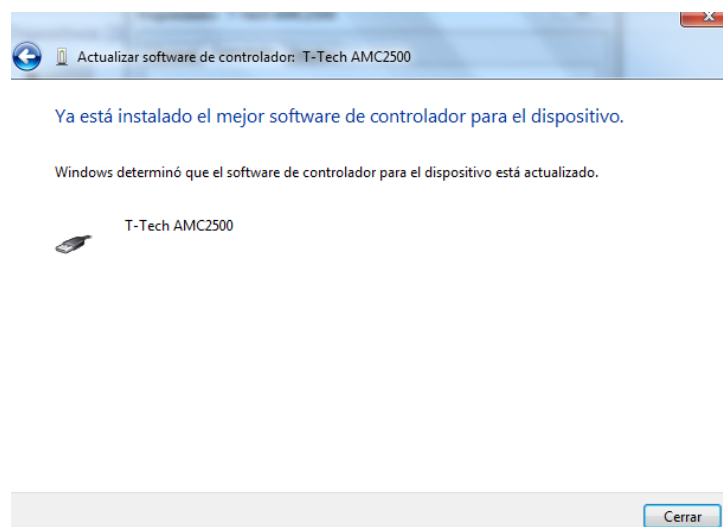 Actualizar software de controlador: T-Tech AMC2500
Ya está instalado el mejor software de controlador para el dispositivo.
Windows determinó que el software de controlador para el dispositivo está actualizado.
T-Tech AMC2500
Cerrar